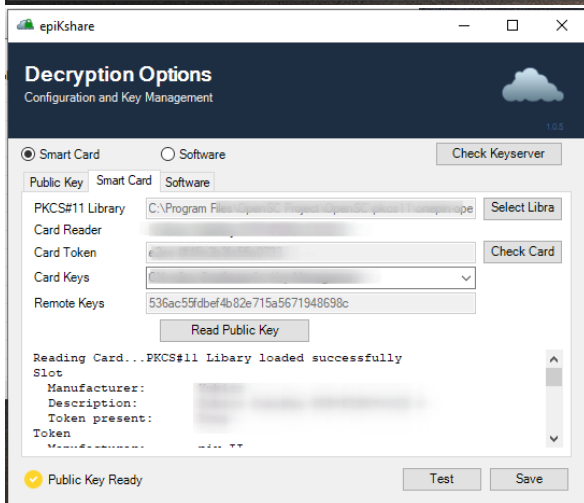 epiKshare
Decryption Options
Configuration and Key Management
1.0.5
Smart Card Software Check Keyserver
Public Key Smart Card Software
PKCS#11 Library C:\Program Files Select Libra
Card Reader
Card Token Check Card
Card Keys
Remote Keys 536ac55fdbef4b82e715a5671948698c
Read Public Key
Reading Card...PKCS#11 Libary loaded successfully
Slot
Manufacturer:
Description:
Token present:
Token
Public Key Ready Test Save